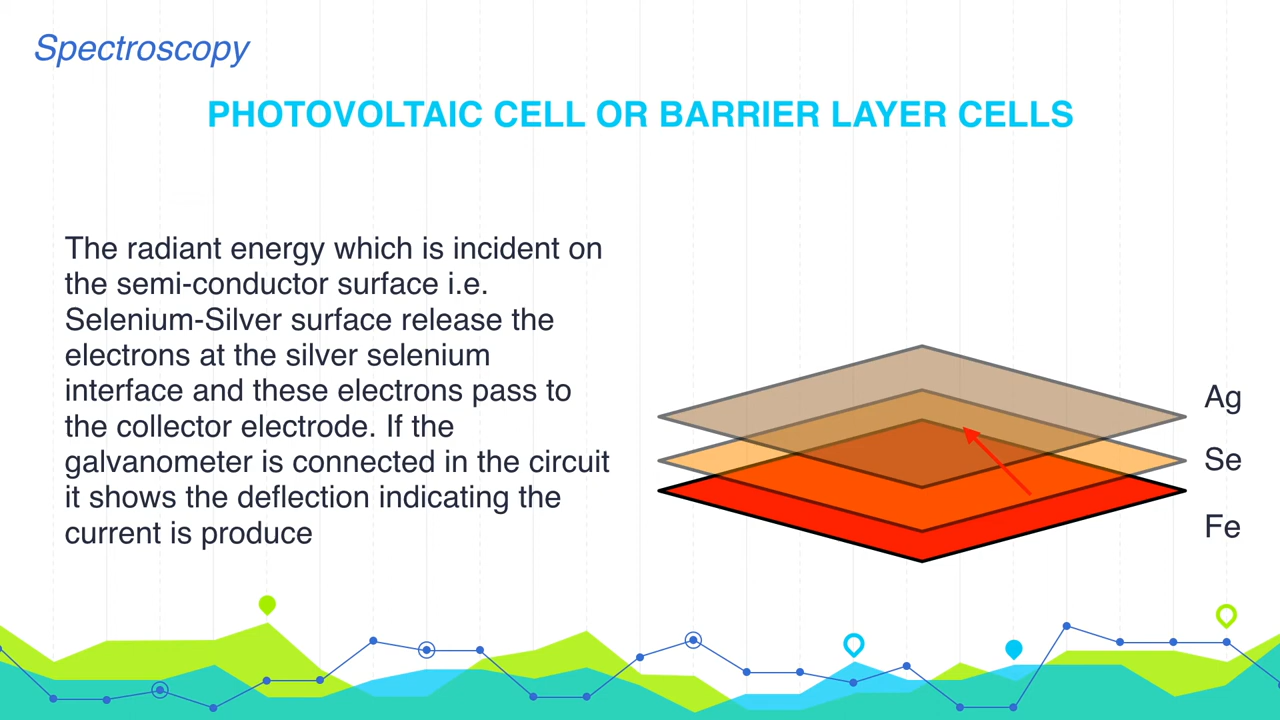 Spectroscopy
PHOTOVOLTAIC CELL OR BARRIER LAYER CELLS
The radiant energy which is incident on
the semi-conductor surface i.e.
Selenium-Silver surface release the
electrons at the silver selenium
interface and these electrons pass to
the collector electrode. If the
galvanometer is connected in the circuit
it shows the deflection indicating the
current is produce
Ag
Se
Fe